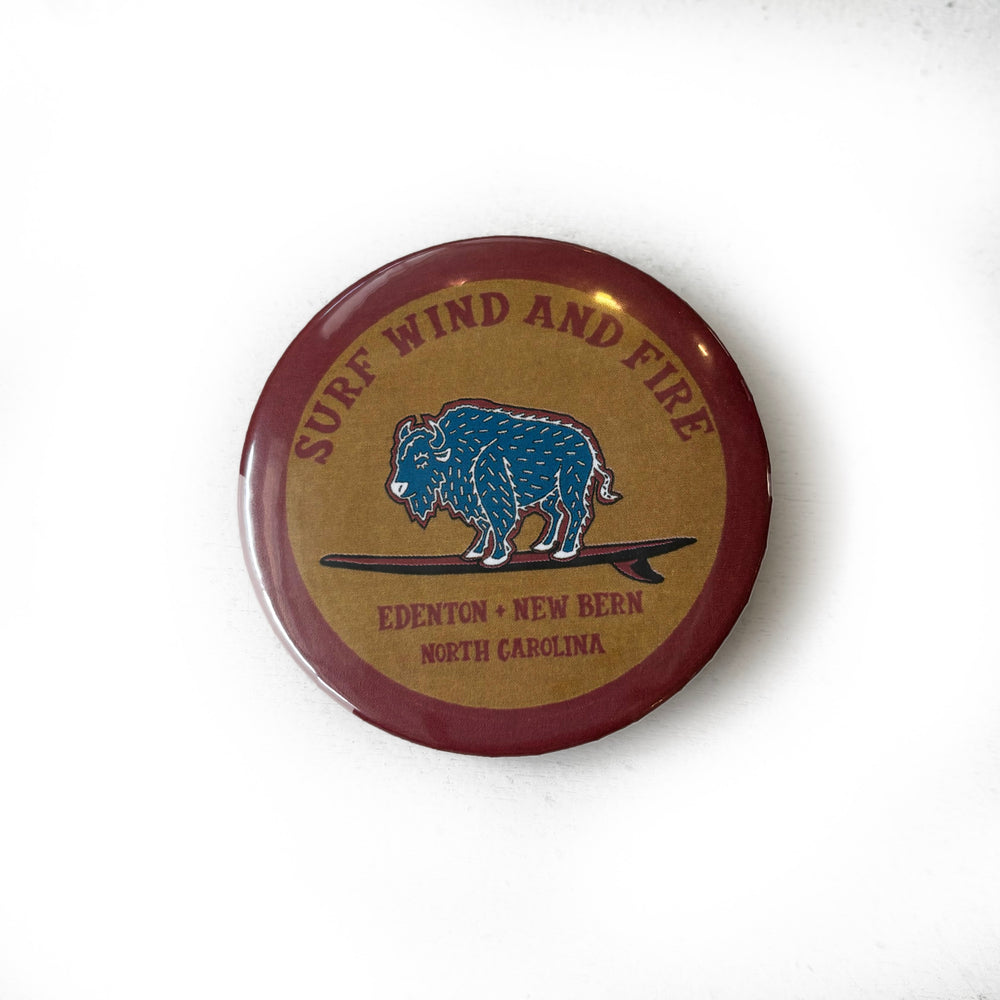 SURF WIND AND FIRE
EDENTON + NEW BERN
NORTH CAROLINA